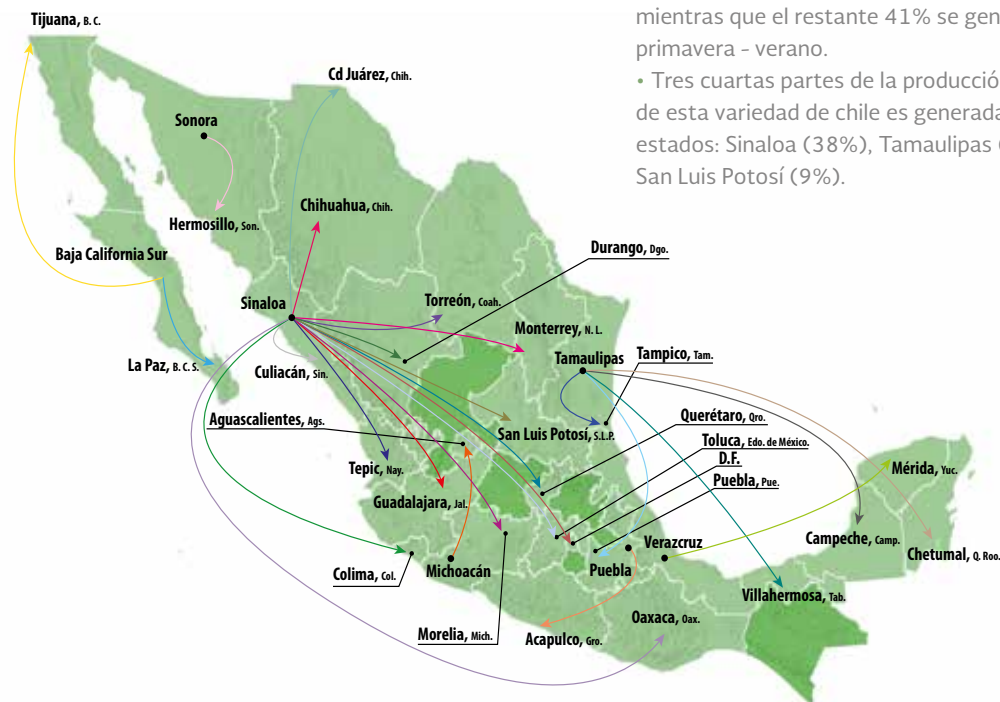 mientras que el restante 41% se gen
primavera - verano.
• Tres cuartas partes de la producció
de esta variedad de chile es generada
estados: Sinaloa (38%), Tamaulipas
San Luis Potosí (9%).
Tijuana, B. C.
Cd Juárez, Chih.
Sonora
Hermosillo, Son.
Chihuahua, Chih.
Baja California Sur
Durango, Dgo.
Sinaloa
Torreón, Coah.
Monterrey, N. L.
La Paz, B. C. S.
Culiacán, Sin.
Tamaulipas
Tampico, Tam.
Aguascalientes, Ags.
San Luis Potosí, S.L.P.
Querétaro, Qro.
Toluca, Edo. de México.
D.F.
Puebla, Pue.
Tepic, Nay.
Guadalajara, Jal.
Mérida, Yuc.
Verazcruz
Campeche, Camp.
Chetumal, Q. Roo.
Colima, Col.
Michoacán
Puebla
Villahermosa, Tab.
Morelia, Mich.
Acapulco, Gro.
Oaxaca, Oax.